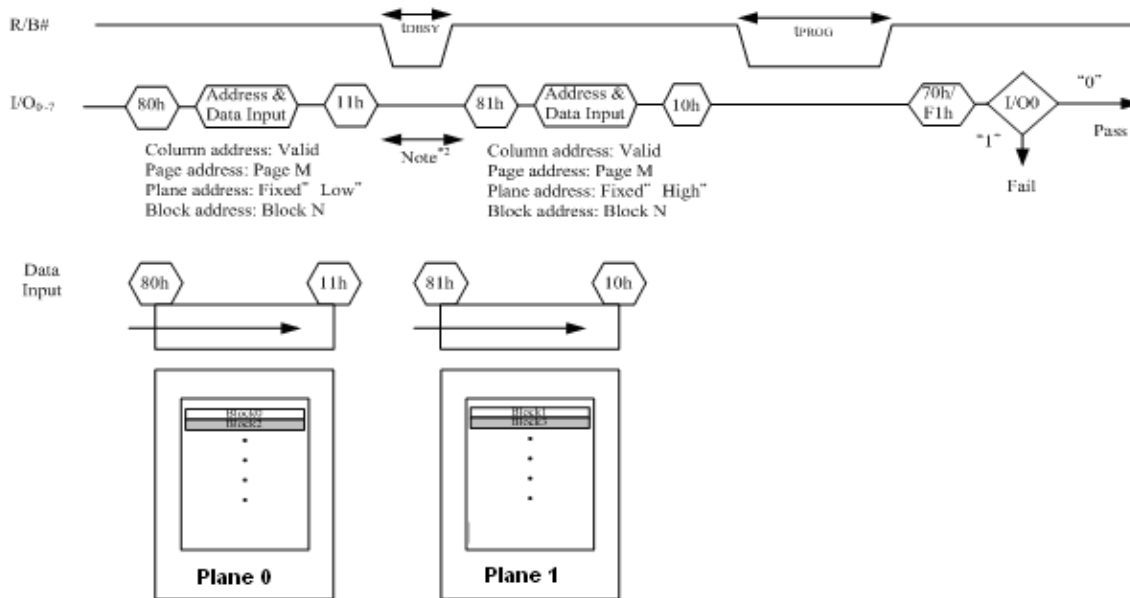 R/B#
tDBSY
tPROG
I/O0~7
80h
Address &
Data Input
11h
81h
Address &
Data Input
10h
70h/
F1h
I/O0
"0"
Pass
"1"
Fail
Note*2
Column address: Valid
Page address: Page M
Plane address: Fixed" Low"
Block address: Block N
Column address: Valid
Page address: Page M
Plane address: Fixed" High"
Block address: Block N
Data
Input
80h
11h
81h
10h
Block0
Block2
Block1
Block3
Plane 0
Plane 1